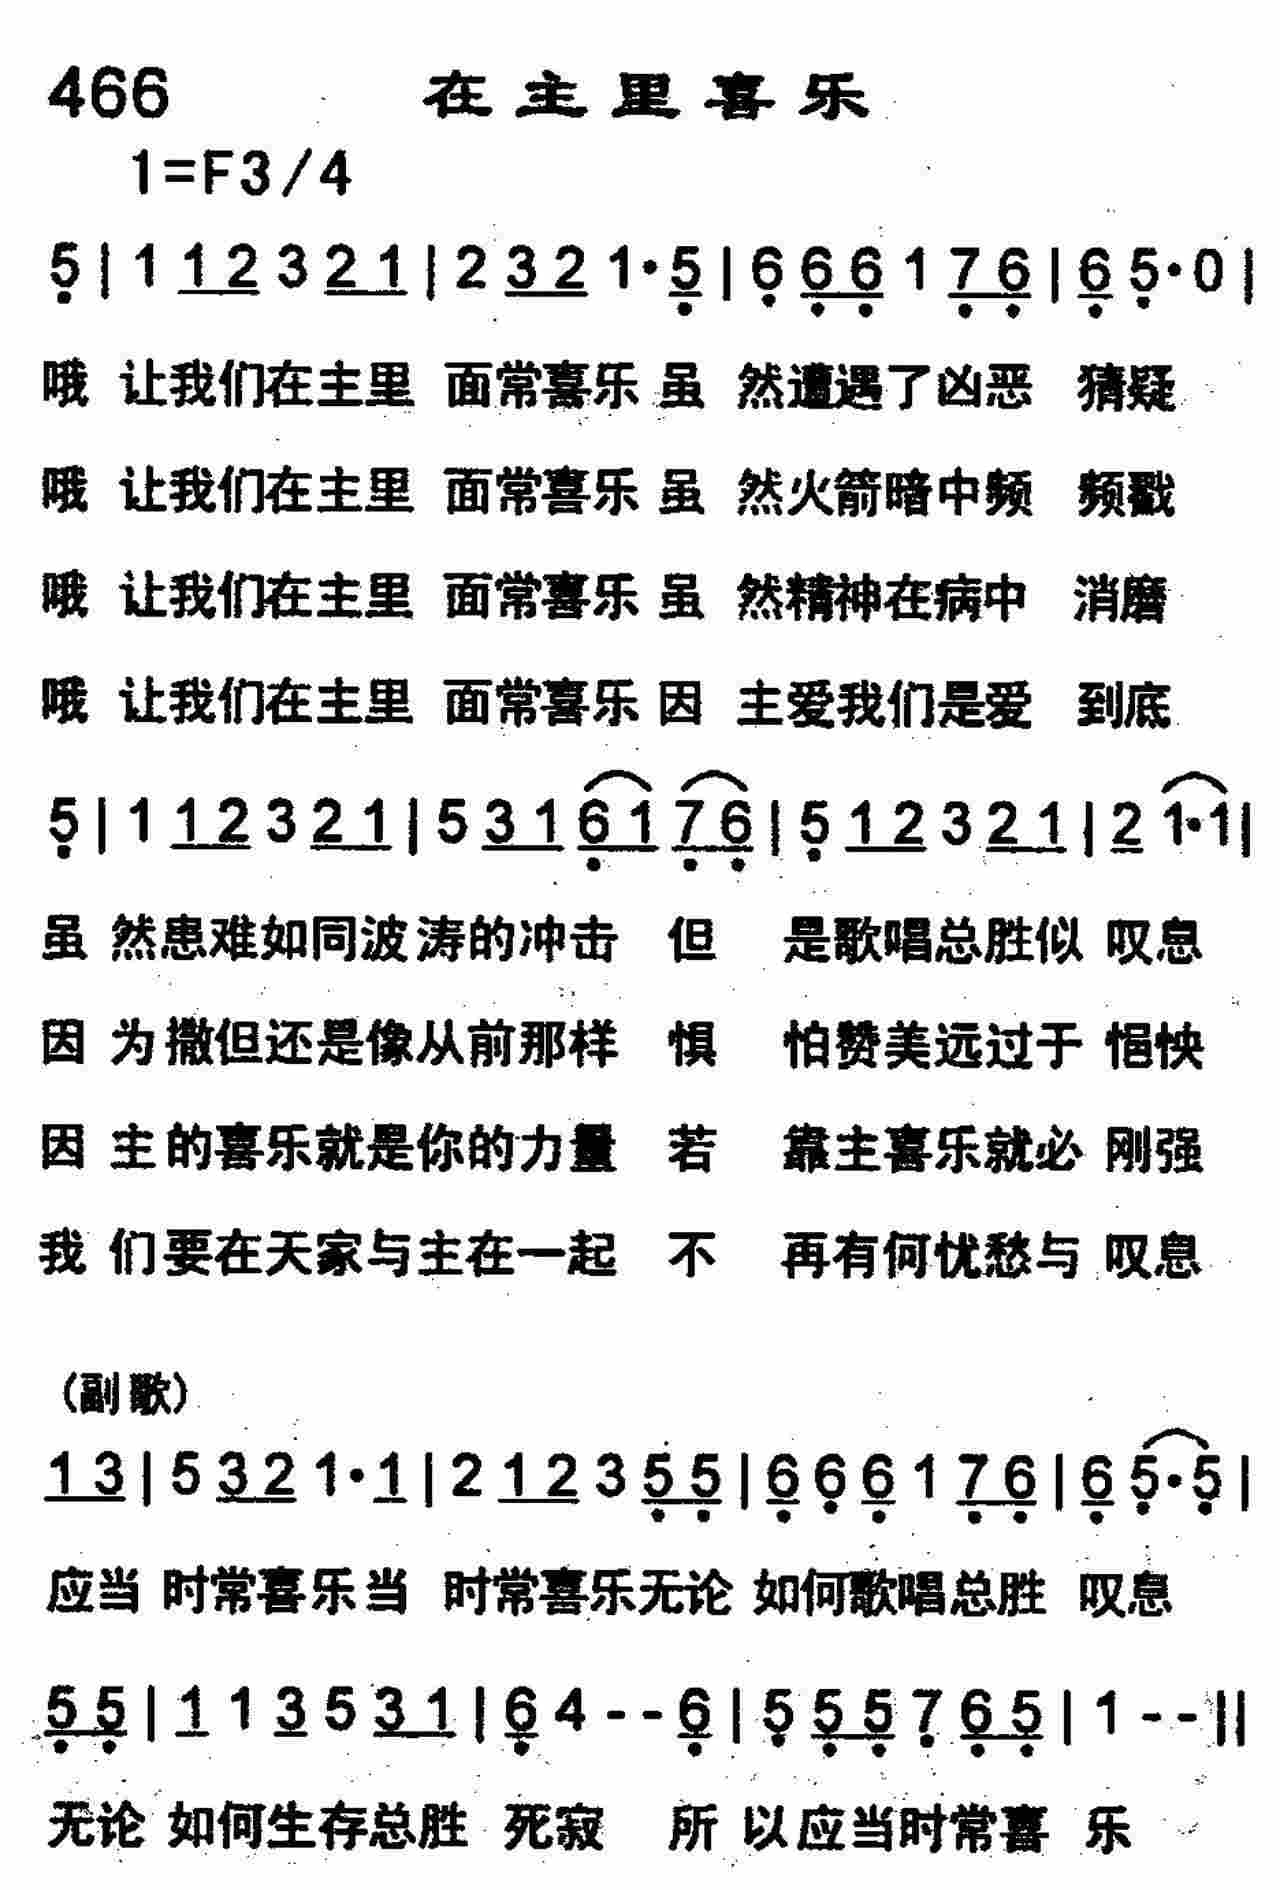 466 在主里喜乐
1=F3/4
5 | 1 1 2 3 2 1 | 2 3 2 1· 5 | 6 6 6 1 7 6 | 6 5· 0 |
哦 让我们在主里 面常喜乐 虽 然遭遇了凶恶 猜疑
哦 让我们在主里 面常喜乐 虽 然火箭暗中频 频戳
哦 让我们在主里 面常喜乐 虽 然精神在病中 消磨
哦 让我们在主里 面常喜乐 因 主爱我们是爱 到底
5 | 1 1 2 3 2 1 | 5 3 1 6 1 7 6 | 5 1 2 3 2 1 | 2 1· 1 |
虽 然患难如同波涛的冲击 但 是歌唱总胜似 叹息
因 为撒但还是像从前那样 惧 怕赞美远过于 悒怏
因 主的喜乐就是你的力量 若 靠主喜乐就必 刚强
我 们要在天家与主在一起 不 再有何忧愁与 叹息
(副歌)
1 3 | 5 3 2 1· 1 | 2 1 2 3 5 5 | 6 6 6 1 7 6 | 6 5· 5 |
应当 时常喜乐当 时常喜乐无论 如何歌唱总胜 叹息
5 5 | 1 1 3 5 3 1 | 6 4 - - 6 | 5 5 5 7 6 5 | 1 - - ||
无论 如何生存总胜 死寂 所 以应当时常喜 乐